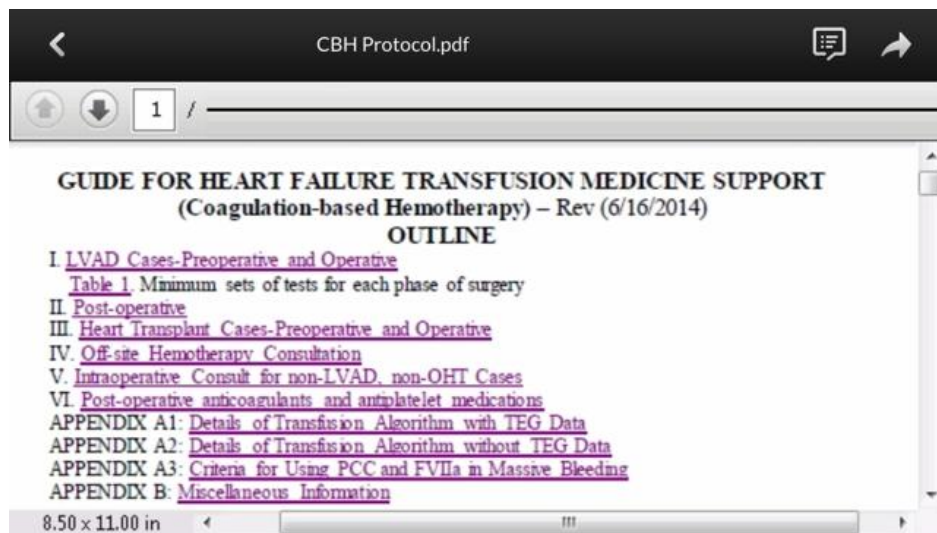 CBH Protocol.pdf
1 /
GUIDE FOR HEART FAILURE TRANSFUSION MEDICINE SUPPORT
(Coagulation-based Hemotherapy) – Rev (6/16/2014)
OUTLINE
I. LVAD Cases-Preoperative and Operative
Table 1. Minimum sets of tests for each phase of surgery
II. Post-operative
III. Heart Transplant Cases-Preoperative and Operative
IV. Off-site Hemotherapy Consultation
V. Intraoperative Consult for non-LVAD, non-OHT Cases
VI. Post-operative anticoagulants and antiplatelet medications
APPENDIX A1: Details of Transfusion Algorithm with TEG Data
APPENDIX A2: Details of Transfusion Algorithm without TEG Data
APPENDIX A3: Criteria for Using PCC and FVIIa in Massive Bleeding
APPENDIX B: Miscellaneous Information
8.50 x 11.00 in